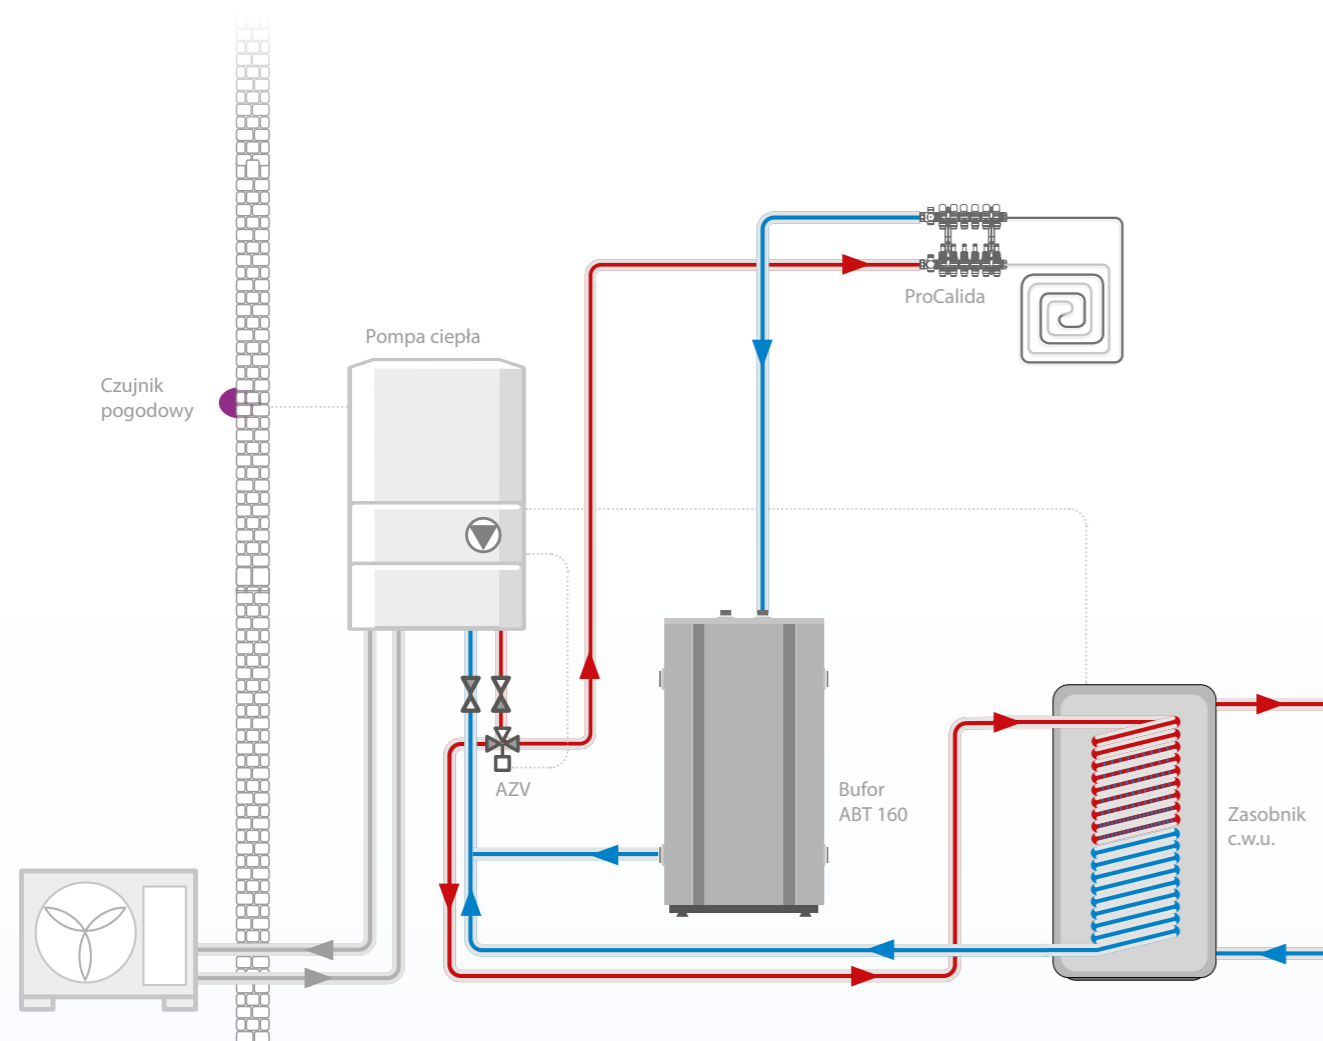 ProCalida
Pompa ciepła
Czujnik
pogodowy
AZV
Bufor
ABT 160
Zasobnik
c.w.u.